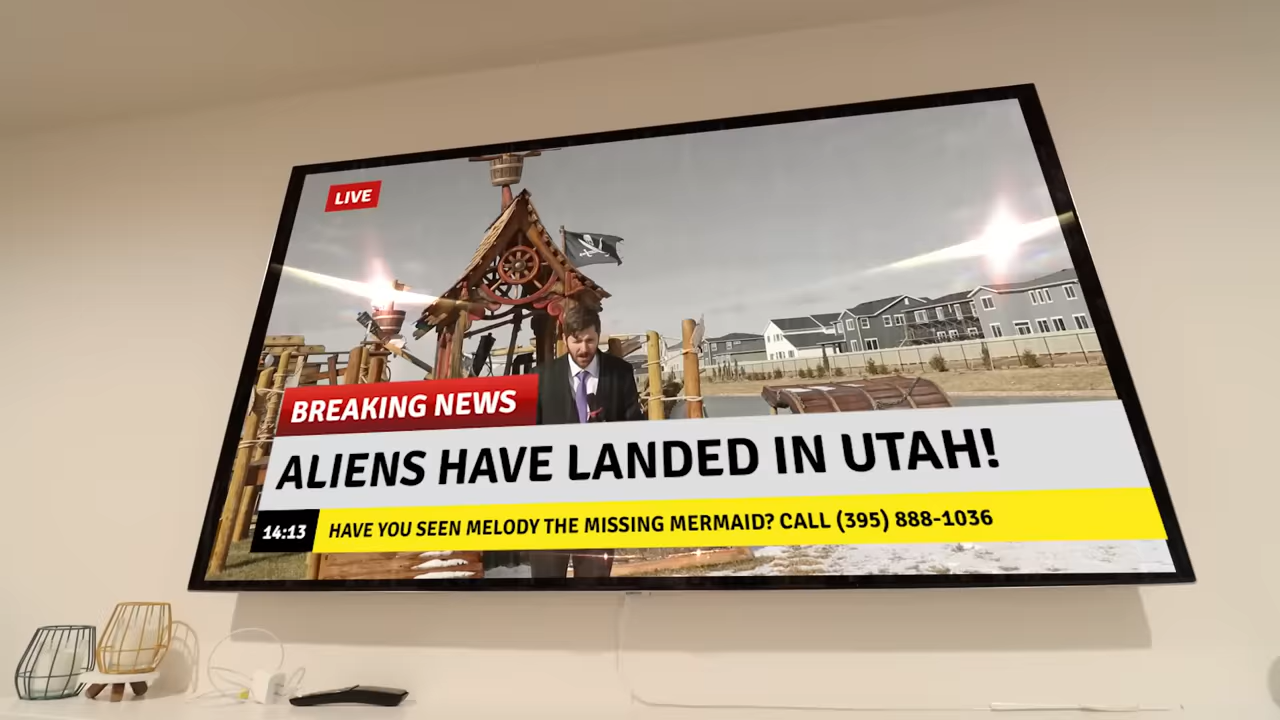 LIVE
BREAKING NEWS
ALIENS HAVE LANDED IN UTAH!
14:13
HAVE YOU SEEN MELODY THE MISSING MERMAID? CALL (395) 888-1036